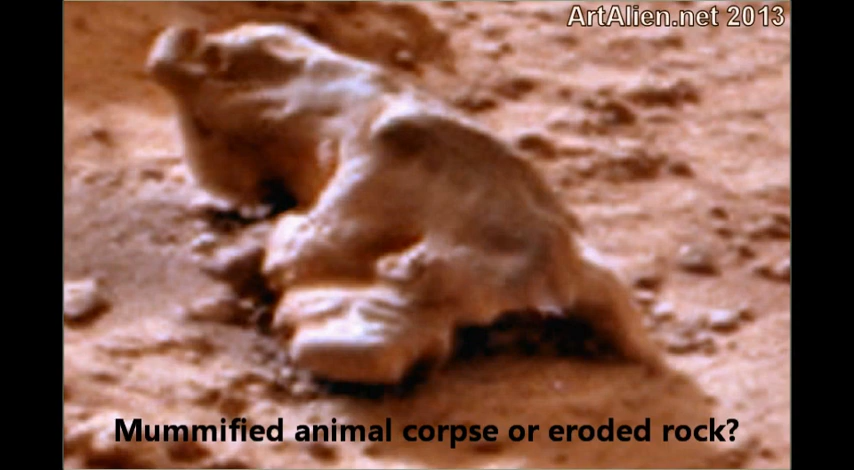 ArtAlien.net 2013
Mummified animal corpse or eroded rock?